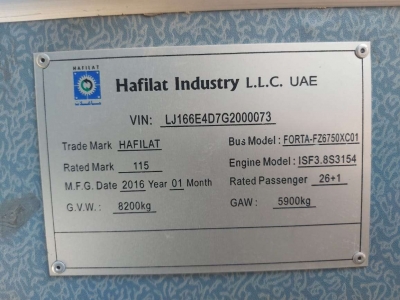 HAFILAT
Hafilat Industry L.L.C. UAE
VIN: LJ166E4D7G2000073
Trade Mark HAFILAT Bus Model: FORTA-FZ6750XC01
Rated Mark 115 Engine Model: ISF3.8S3154
M.F.G. Date 2016 Year 01 Month Rated Passenger 26+1
G.V.W.: 8200kg GAW: 5900kg